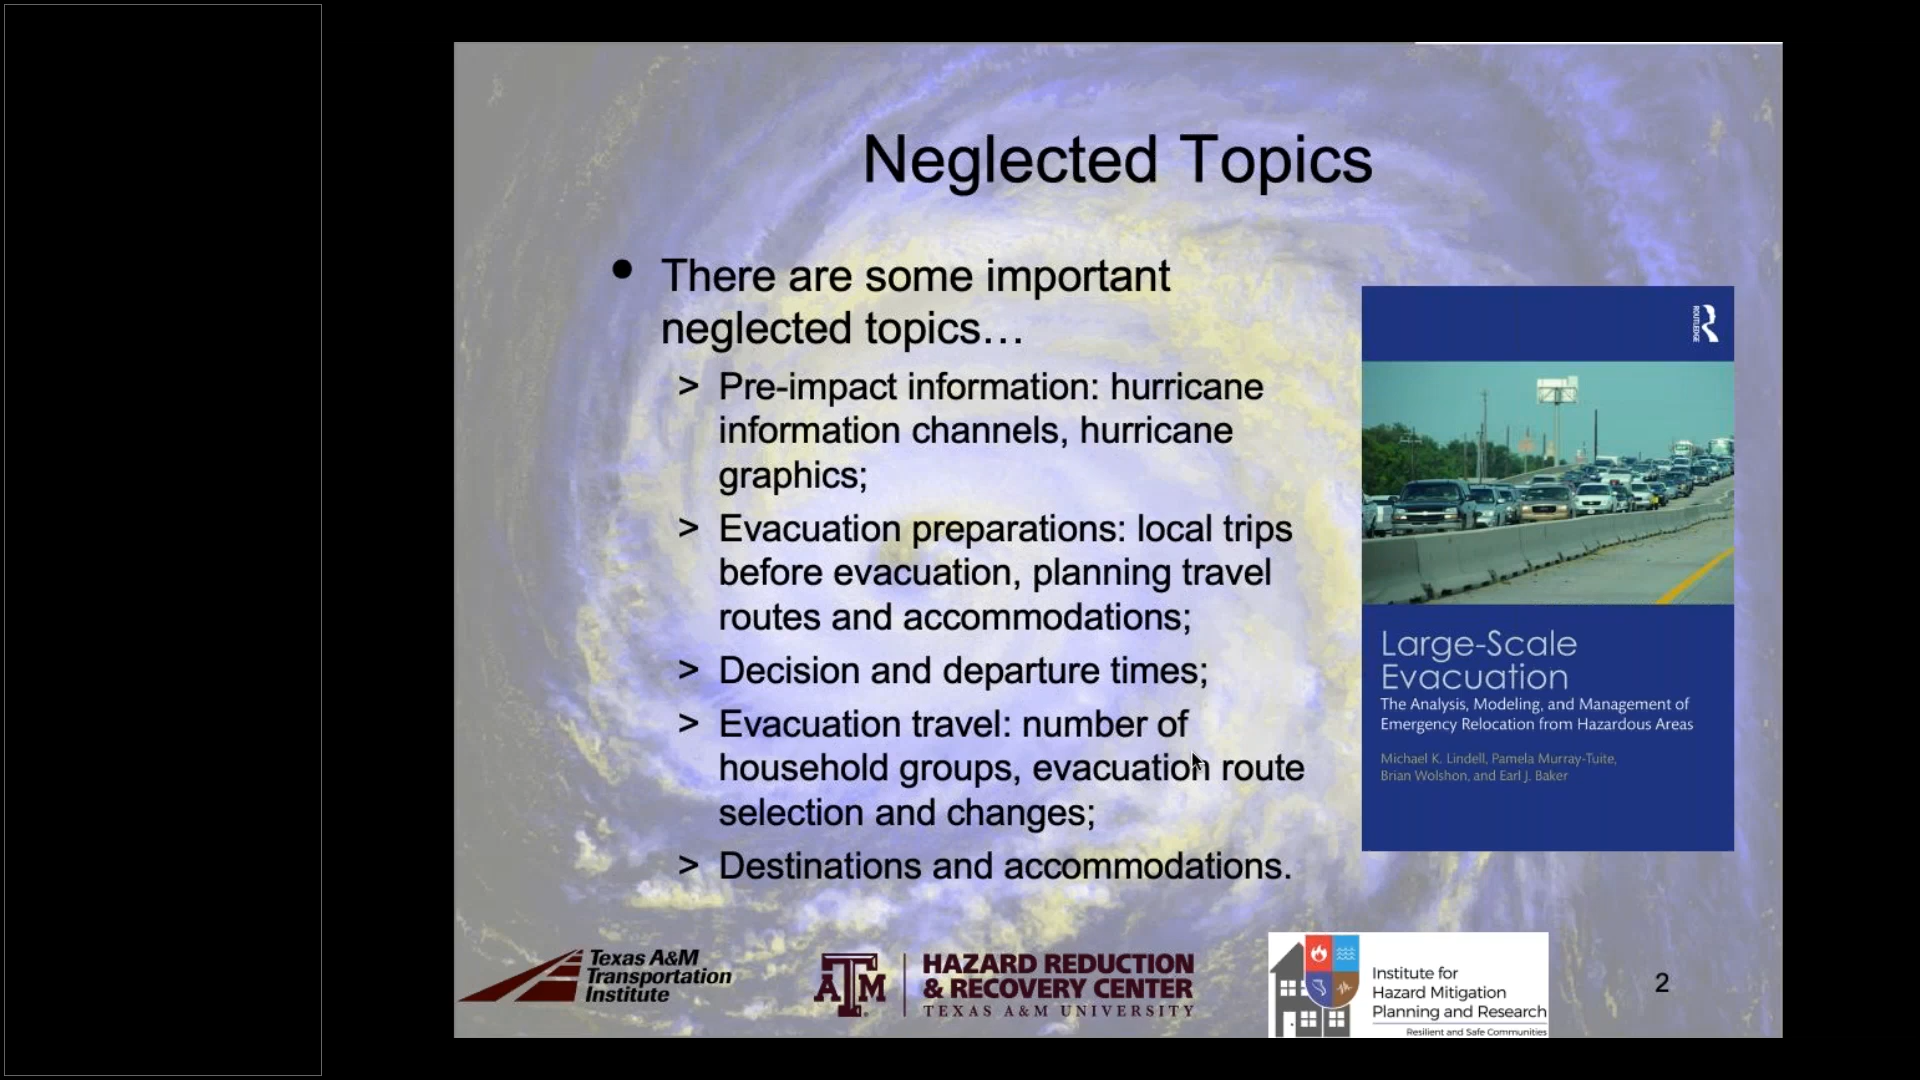 Neglected Topics
● There are some important
neglected topics…
> Pre-impact information: hurricane
information channels, hurricane
graphics;
> Evacuation preparations: local trips
before evacuation, planning travel
routes and accommodations;
> Decision and departure times;
> Evacuation travel: number of
household groups, evacuation route
selection and changes;
> Destinations and accommodations.
ROUTLEDGE
Large-Scale
Evacuation
The Analysis, Modeling, and Management of
Emergency Relocation from Hazardous Areas
Michael K. Lindell, Pamela Murray-Tuite,
Brian Wolshon, and Earl J. Baker
Texas A&M
Transportation
Institute
ATM
HAZARD REDUCTION
& RECOVERY CENTER
TEXAS A&M UNIVERSITY
Institute for
Hazard Mitigation
Planning and Research
Resilient and Safe Communities
2